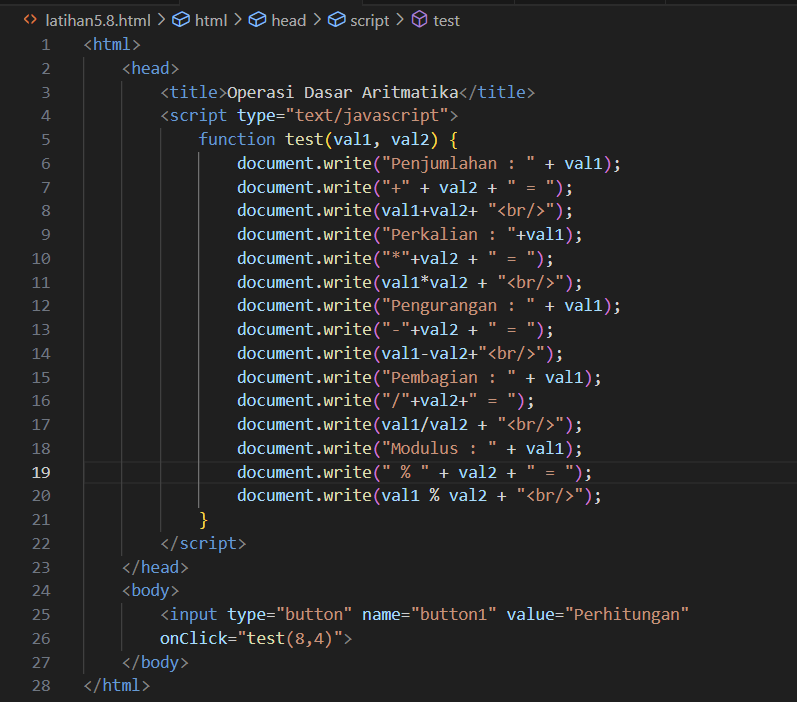 <> latihan5.8.html > html > head > script > test
1 <html>
2 <head>
3 <title>Operasi Dasar Aritmatika</title>
4 <script type="text/javascript">
5 function test(val1, val2) {
6 document.write("Penjumlahan : " + val1);
7 document.write("+" + val2 + " = ");
8 document.write(val1+val2+ "<br/>");
9 document.write("Perkalian : "+val1);
10 document.write("*"+val2 + " = ");
11 document.write(val1*val2 + "<br/>");
12 document.write("Pengurangan : " + val1);
13 document.write("-"+val2 + " = ");
14 document.write(val1-val2+"<br/>");
15 document.write("Pembagian : " + val1);
16 document.write("/"+val2+" = ");
17 document.write(val1/val2 + "<br/>");
18 document.write("Modulus : " + val1);
19 document.write(" % " + val2 + " = ");
20 document.write(val1 % val2 + "<br/>");
21 }
22 </script>
23 </head>
24 <body>
25 <input type="button" name="button1" value="Perhitungan"
26 onClick="test(8,4)">
27 </body>
28 </html>